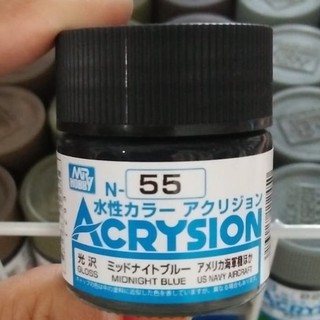 MR HOBBY
N-55
水性カラー アクリジョン
ACRYSION
光沢 ミッドナイトブルー アメリカ海軍機ほか
GLOSS MIDNIGHT BLUE US NAVY AIRCRAFT